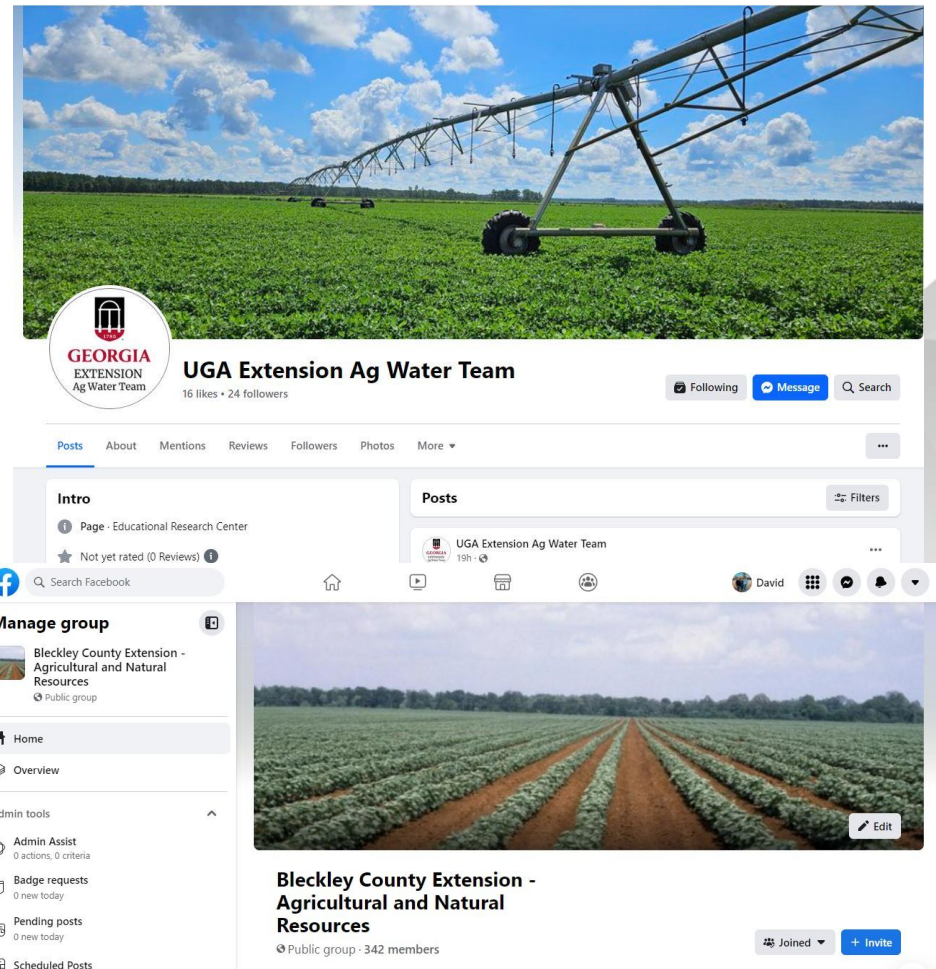 1785
GEORGIA
EXTENSION
Ag Water Team
UGA Extension Ag Water Team
16 likes • 24 followers
Following
Message
Search
Posts
About
Mentions
Reviews
Followers
Photos
More
Intro
Page · Educational Research Center
Not yet rated (0 Reviews)
Posts
Filters
UGA Extension Ag Water Team
19h ·
Search Facebook
David
Manage group
Bleckley County Extension -
Agricultural and Natural
Resources
Public group
Home
Overview
dmin tools
Admin Assist
0 actions, 0 criteria
Badge requests
0 new today
Pending posts
0 new today
Scheduled Posts
Edit
Bleckley County Extension -
Agricultural and Natural
Resources
Public group · 342 members
Joined
+ Invite